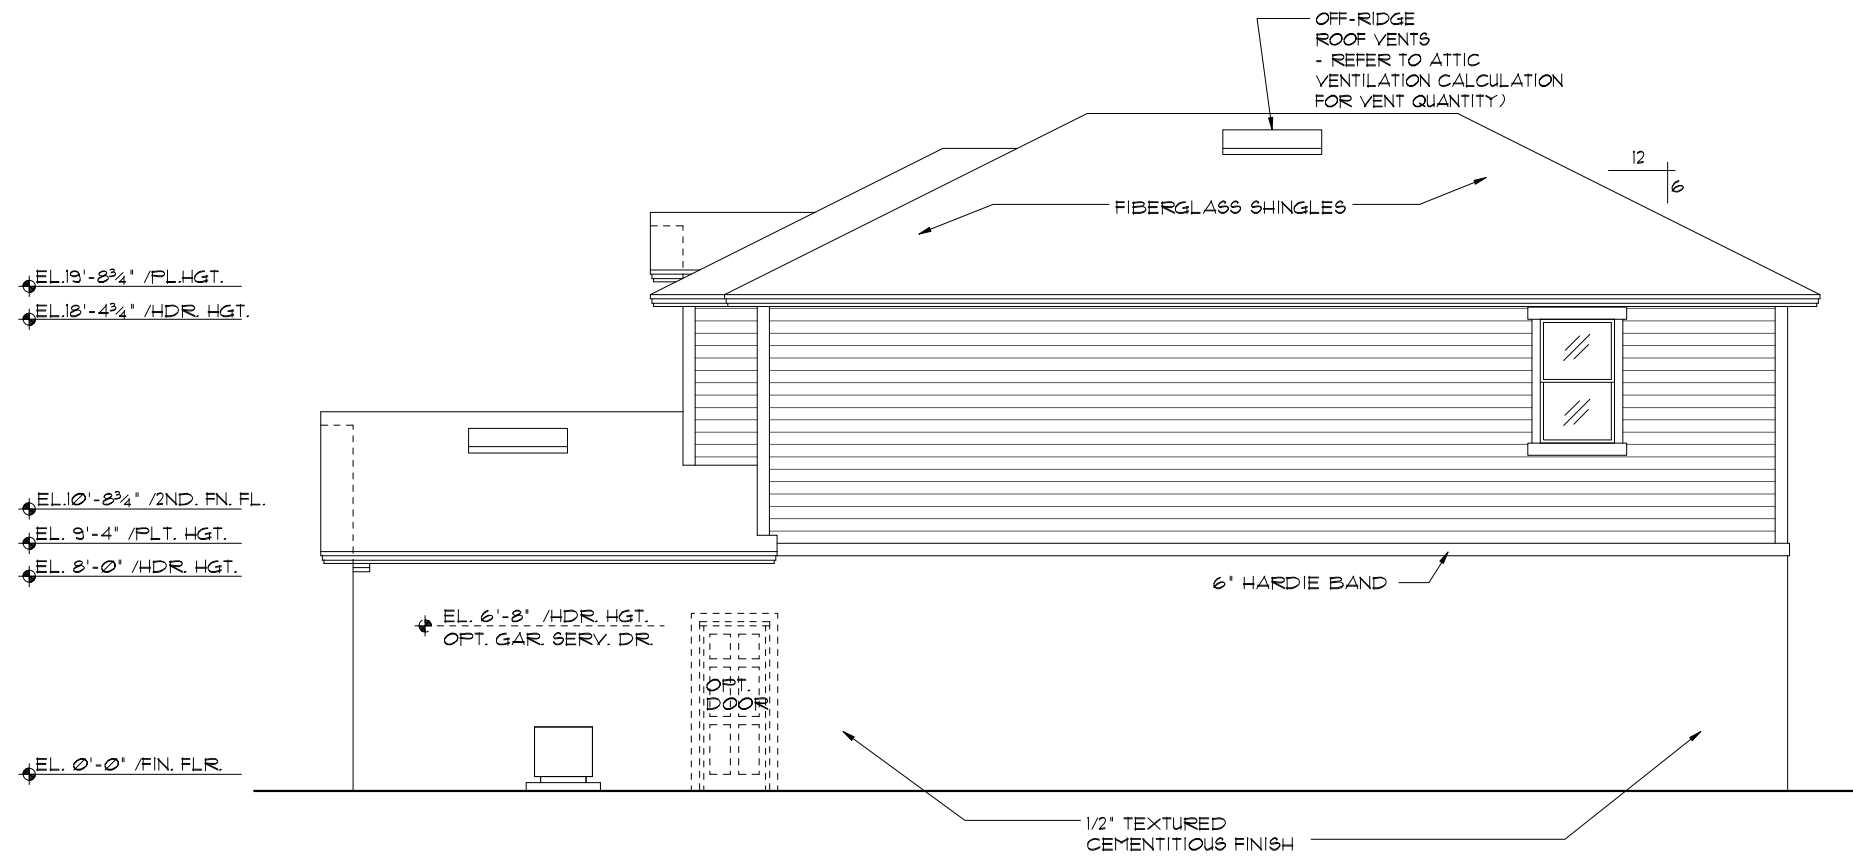 OFF-RIDGE
ROOF VENTS
- REFER TO ATTIC
VENTILATION CALCULATION
FOR VENT QUANTITY)
12
6
FIBERGLASS SHINGLES
EL.19'-8¾" /PL.HGT.
EL.18'-4¾" /HDR. HGT.
EL.10'-8¾" /2ND. FN. FL.
EL. 9'-4" /PLT. HGT.
EL. 8'-0" /HDR. HGT.
6" HARDIE BAND
EL. 6'-8" /HDR. HGT.
OPT. GAR. SERV. DR.
OPT.
DOOR
EL. 0'-0" /FIN. FLR.
1/2" TEXTURED
CEMENTITIOUS FINISH